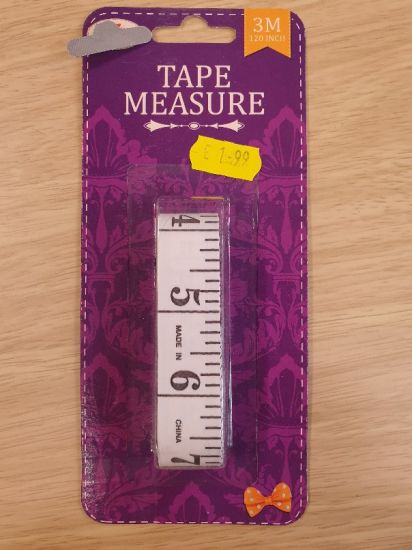 3M
120 INCH
TAPE
MEASURE
£1.99
4
5
MADE IN
6
CHINA
7